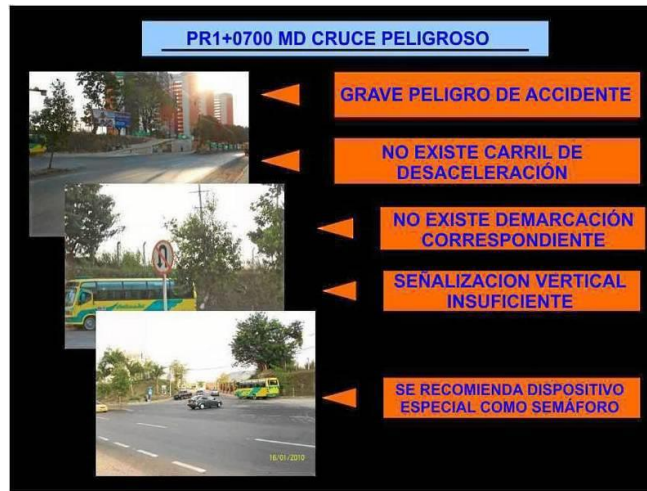 PR1+0700 MD CRUCE PELIGROSO
GRAVE PELIGRO DE ACCIDENTE
NO EXISTE CARRIL DE
DESACELERACIÓN
NO EXISTE DEMARCACIÓN
CORRESPONDIENTE
SEÑALIZACION VERTICAL
INSUFICIENTE
SE RECOMIENDA DISPOSITIVO
ESPECIAL COMO SEMÁFORO
16/01/2010